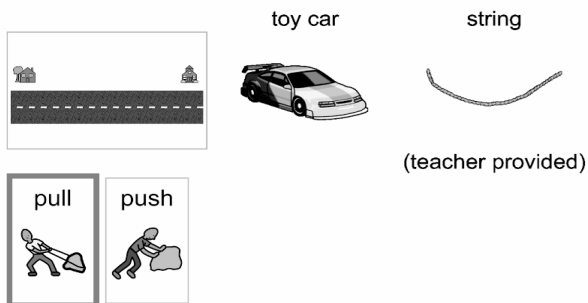 toy car
string
(teacher provided)
pull
push